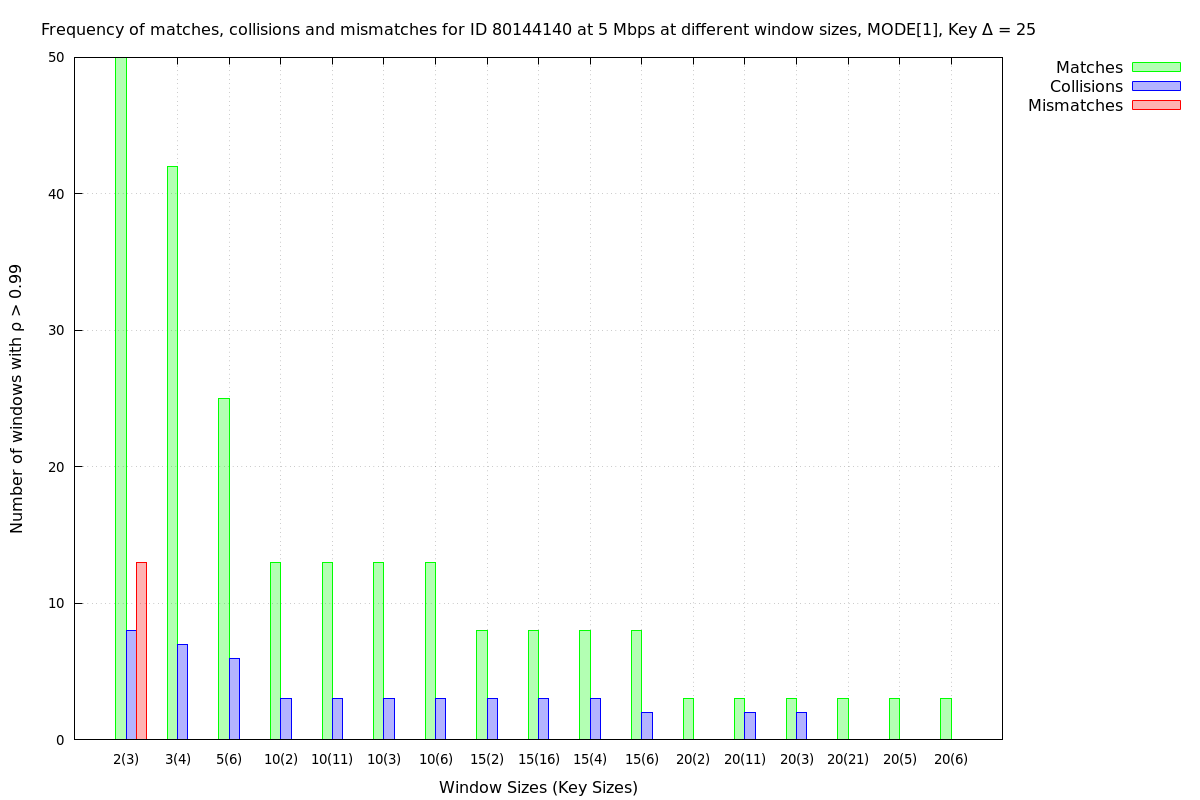 Frequency of matches, collisions and mismatches for ID 80144140 at 5 Mbps at different window sizes, MODE[1], Key Δ = 25
Matches
Collisions
Mismatches
Number of windows with ρ > 0.99
50
40
30
20
10
0
2(3) 3(4) 5(6) 10(2) 10(11) 10(3) 10(6) 15(2) 15(16) 15(4) 15(6) 20(2) 20(11) 20(3) 20(21) 20(5) 20(6)
Window Sizes (Key Sizes)